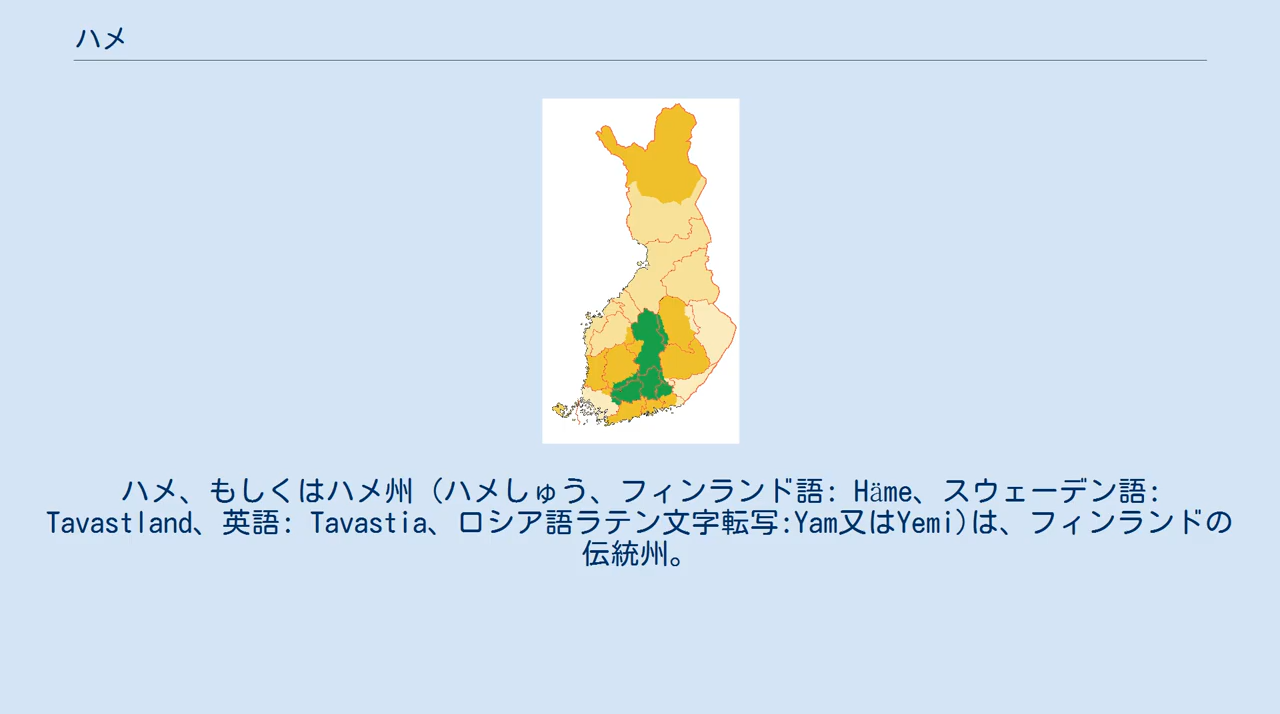 ハメ
ハメ、もしくはハメ州 (ハメしゅう、フィンランド語: Häme、スウェーデン語:
Tavastland、英語: Tavastia、ロシア語ラテン文字転写:Yam又はYemi)は、フィンランドの
伝統州。